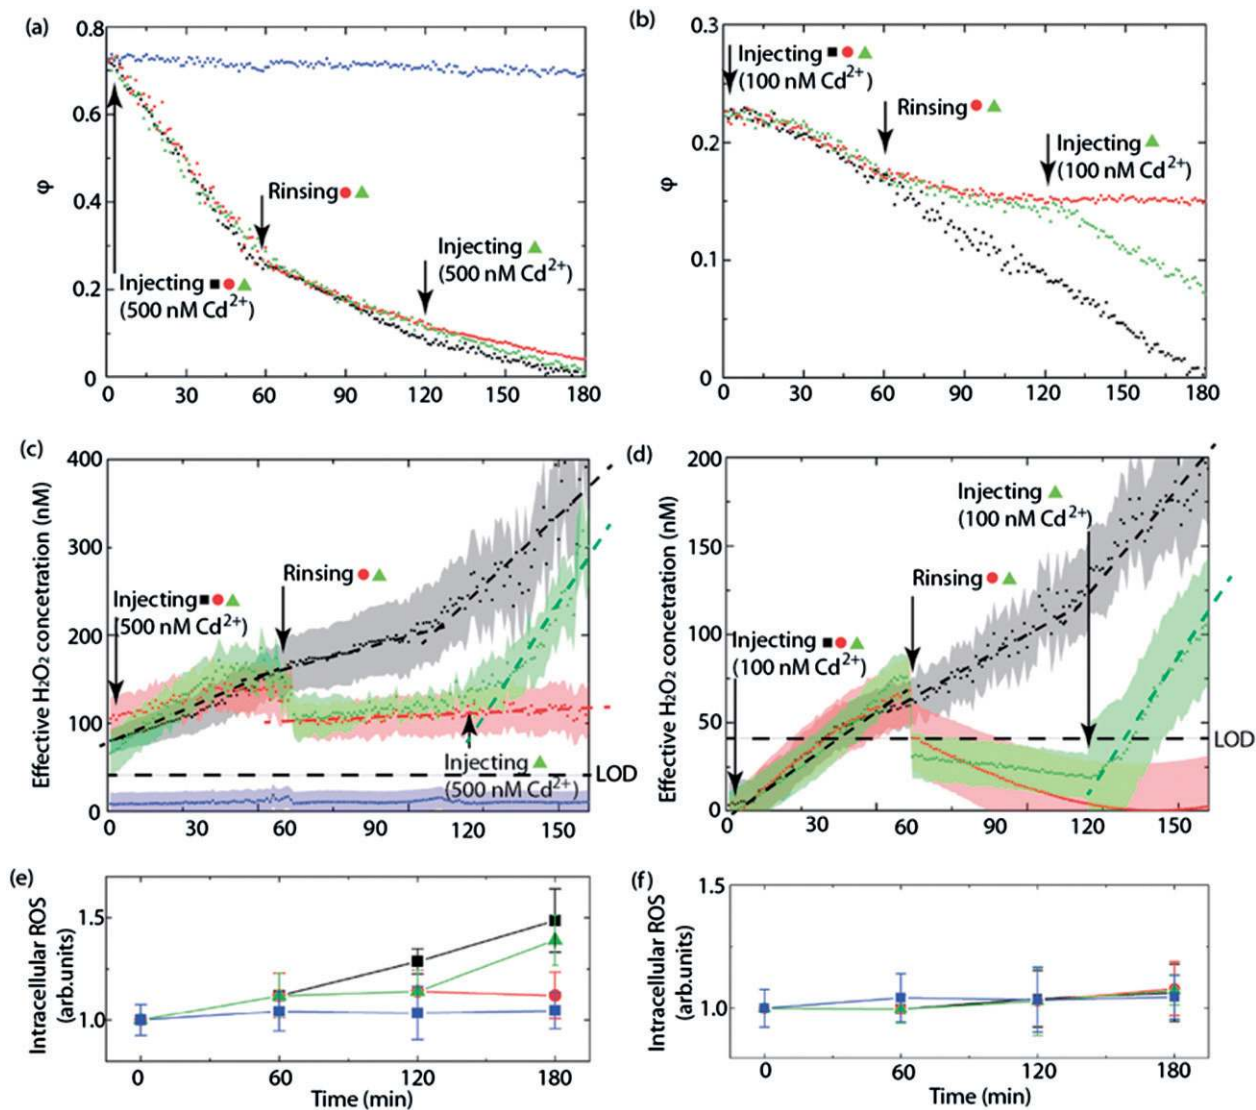 (a)
0.8
0.6
0.4
0.2
0
φ
Injecting
(500 nM Cd2+)
Rinsing
Injecting
(500 nM Cd2+)
0 30 60 90 120 150 180
(b)
0.3
0.2
0.1
0
φ
Injecting
(100 nM Cd2+)
Rinsing
Injecting
(100 nM Cd2+)
0 30 60 90 120 150 180
(c)
400
300
200
100
0
Effective H2O2 concetration (nM)
Injecting
(500 nM Cd2+)
Rinsing
Injecting
(500 nM Cd2+)
LOD
0 30 60 90 120 150
(d)
200
150
100
50
0
Effective H2O2 concetration (nM)
Injecting
(100 nM Cd2+)
Rinsing
Injecting
(100 nM Cd2+)
LOD
0 30 60 90 120 150
(e)
1.5
1.0
Intracellular ROS
(arb.units)
0 60 120 180
Time (min)
(f)
1.5
1.0
Intracellular ROS
(arb.units)
0 60 120 180
Time (min)